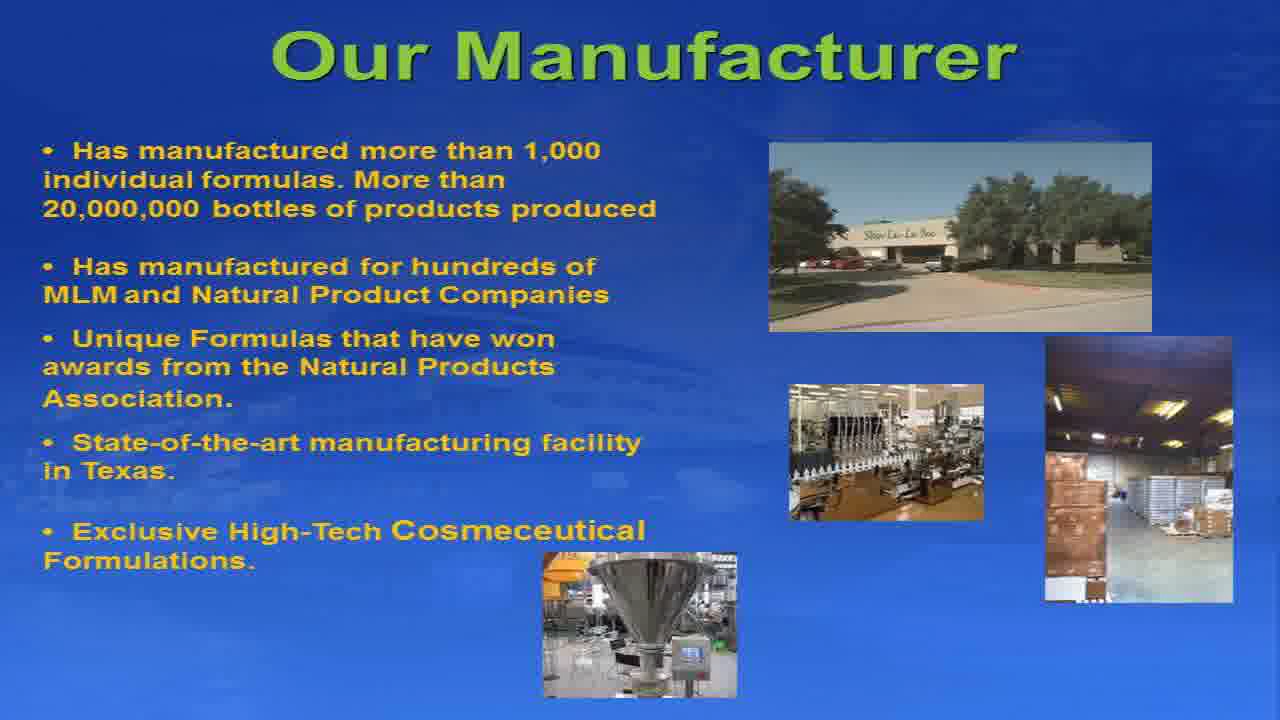 Our Manufacturer
• Has manufactured more than 1,000
individual formulas. More than
20,000,000 bottles of products produced
• Has manufactured for hundreds of
MLM and Natural Product Companies
• Unique Formulas that have won
awards from the Natural Products
Association.
• State-of-the-art manufacturing facility
in Texas.
• Exclusive High-Tech Cosmeceutical
Formulations.